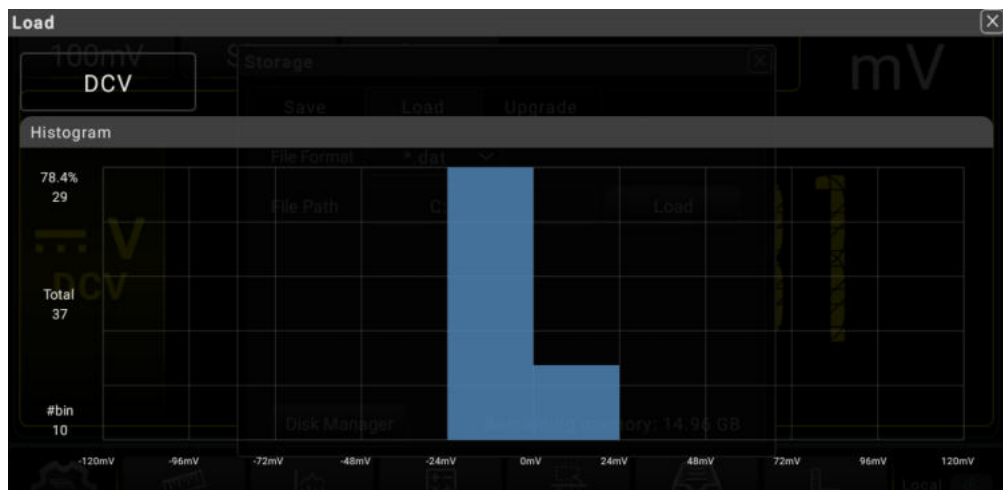 Load
100mV
mV
DCV
Storage
Save Load Upgrade
Histogram
File Format *.dat
78.4%
29
File Path C: Load
V
DCV
Total
37
#bin
10
Disk Manager
memory: 14.96 GB
-120mV -96mV -72mV -48mV -24mV 0mV 24mV 48mV 72mV 96mV 120mV
Local